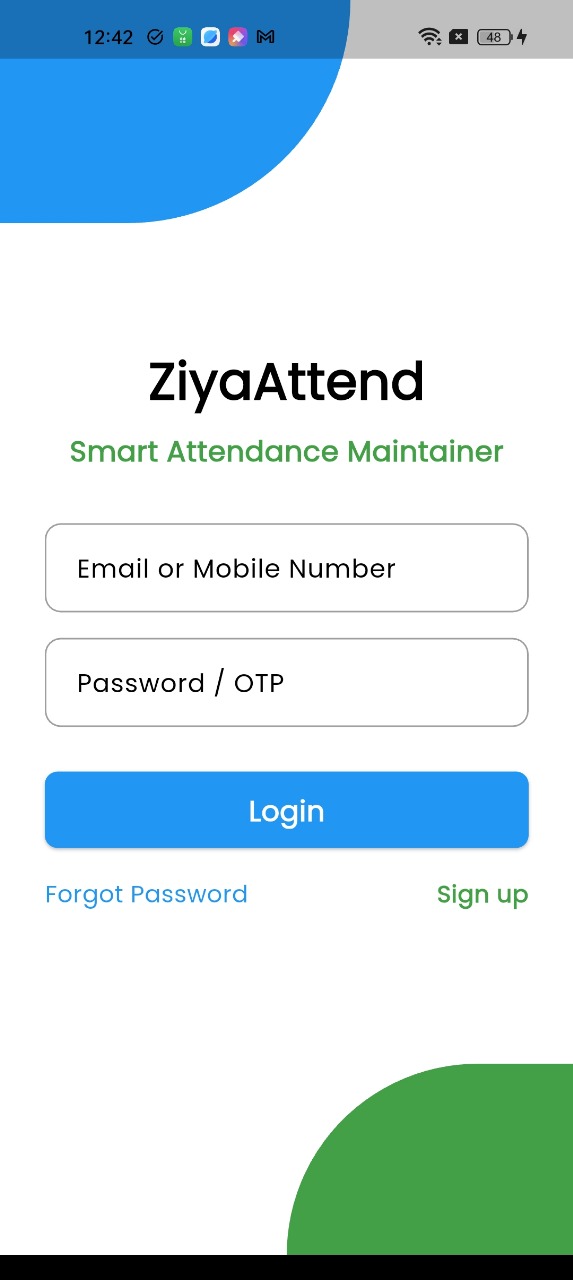 12:42
48
ZiyaAttend
Smart Attendance Maintainer
Email or Mobile Number
Password / OTP
Login
Forgot Password
Sign up